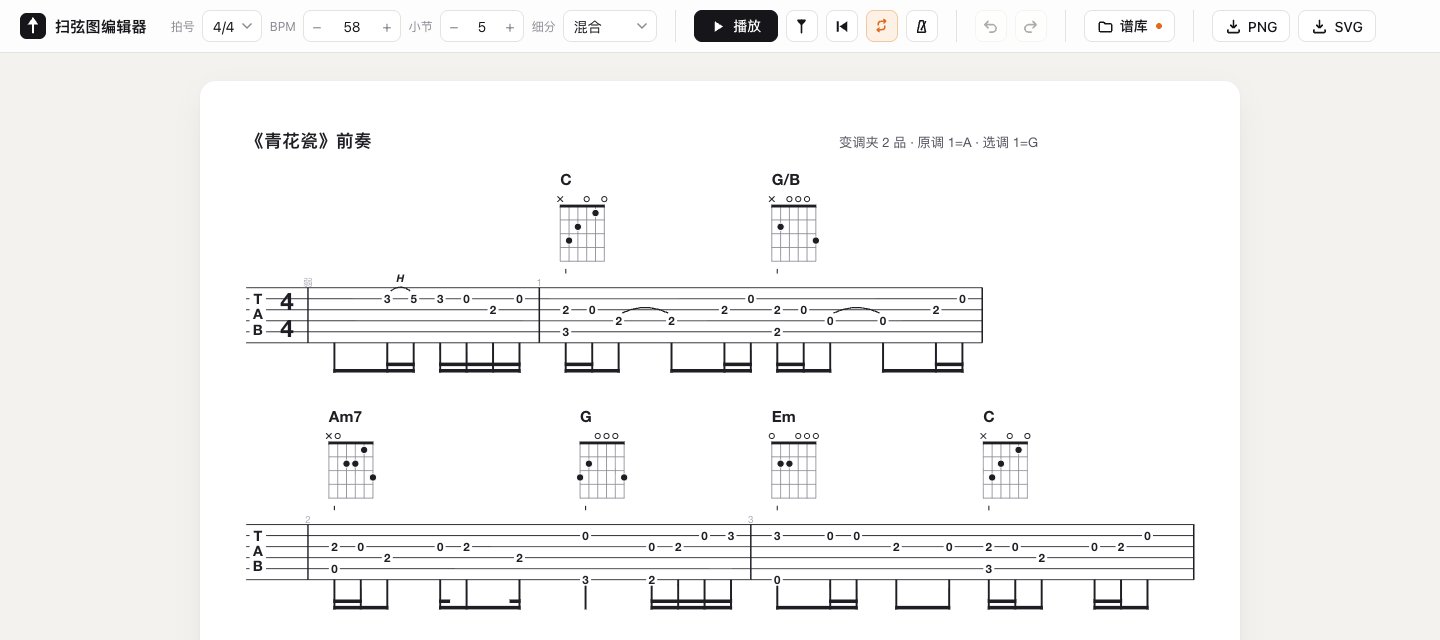 扫弦图编辑器 拍号 4/4 BPM − 58 + 小节 − 5 + 细分 混合 播放 谱库 PNG SVG
《青花瓷》前奏 变调夹 2 品 · 原调 1=A · 选调 1=G
C G/B
× o o × o o o
H
弱 1
T A B 4 4
3 5 3 0 0 0 0
2 2 0 2 2 0 2
2 2 0 0
3 2
Am7 G Em C
× o o o o o o o o × o o
2 3
T A B
0 0 3 3 0 0 0
2 0 0 2 0 2 2 0 2 0 0 2
2 2 2
0 3
3 2 0